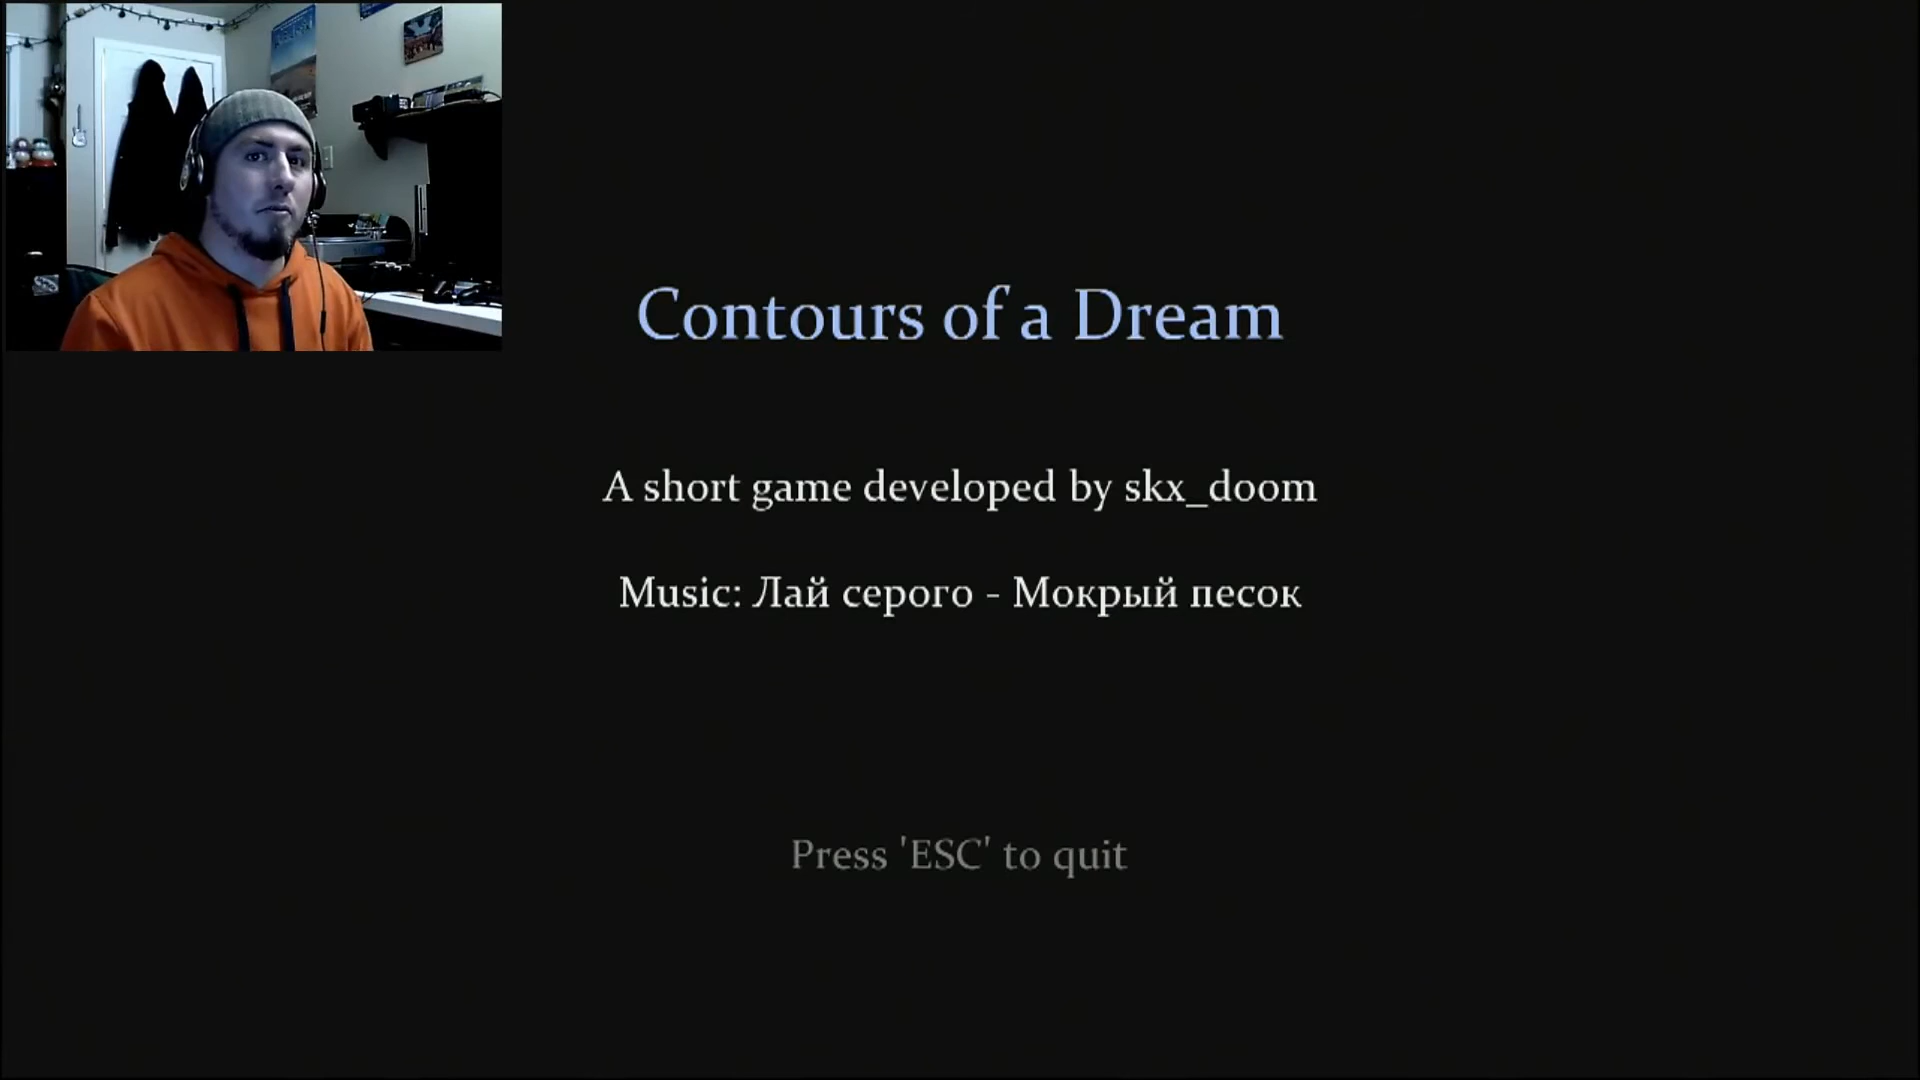 Contours of a Dream
A short game developed by skx_doom
Music: Лай серого - Мокрый песок
Press 'ESC' to quit